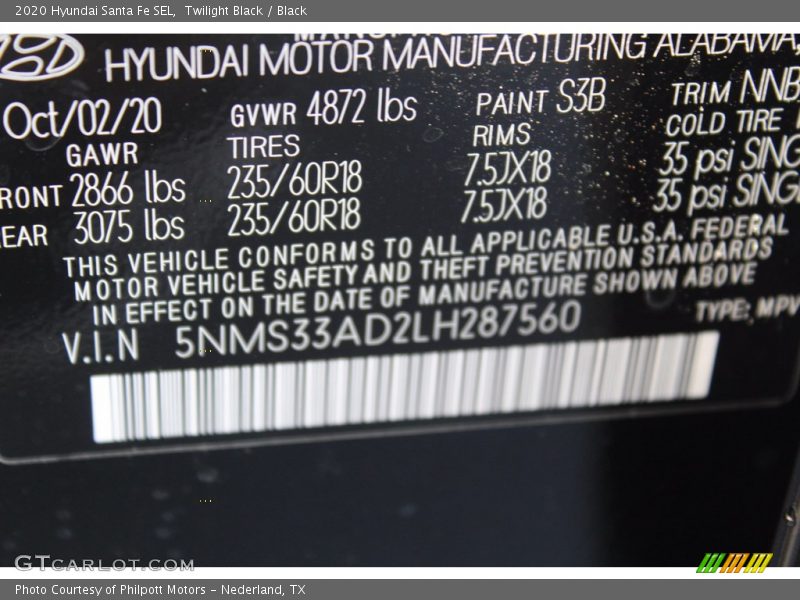 2020 Hyundai Santa Fe SEL,  Twilight Black / Black
HYUNDAI MOTOR MANUFACTURING ALABAMA,
Oct/02/20 GVWR 4872 lbs PAINT S3B TRIM NNB
GAWR TIRES RIMS COLD TIRE
FRONT 2866 lbs 235/60R18 7.5JX18 35 psi SINGL
EAR 3075 lbs 235/60R18 7.5JX18 35 psi SINGL
THIS VEHICLE CONFORMS TO ALL APPLICABLE U.S.A. FEDERAL
MOTOR VEHICLE SAFETY AND THEFT PREVENTION STANDARDS
IN EFFECT ON THE DATE OF MANUFACTURE SHOWN ABOVE
V.I.N 5NMS33AD2LH287560 TYPE: MPV
GTCARLOT.COM
Photo Courtesy of Philpott Motors - Nederland, TX